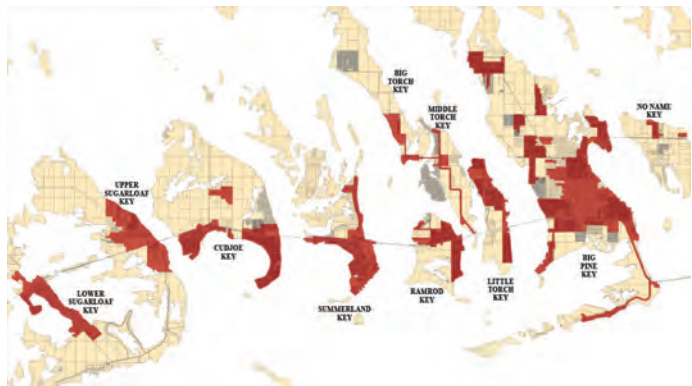 BIG
TORCH
KEY
MIDDLE
TORCH
KEY
NO NAME
KEY
UPPER
SUGARLOAF
KEY
CUDJOE
KEY
LOWER
SUGARLOAF
KEY
SUMMERLAND
KEY
RAMROD
KEY
LITTLE
TORCH
KEY
BIG
PINE
KEY